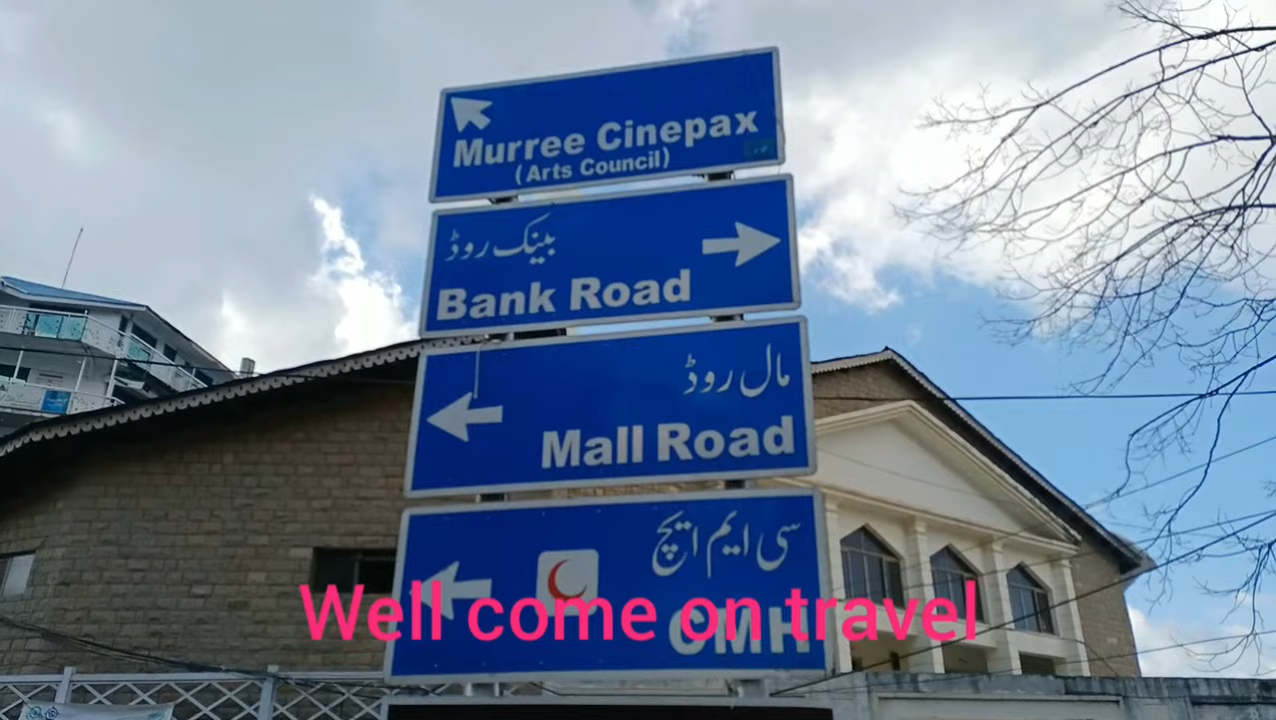 Murree Cinepax
(Arts Council)
بینک روڈ
Bank Road
مال روڈ
Mall Road
سی ایم ایچ
CMH
Well come on travel